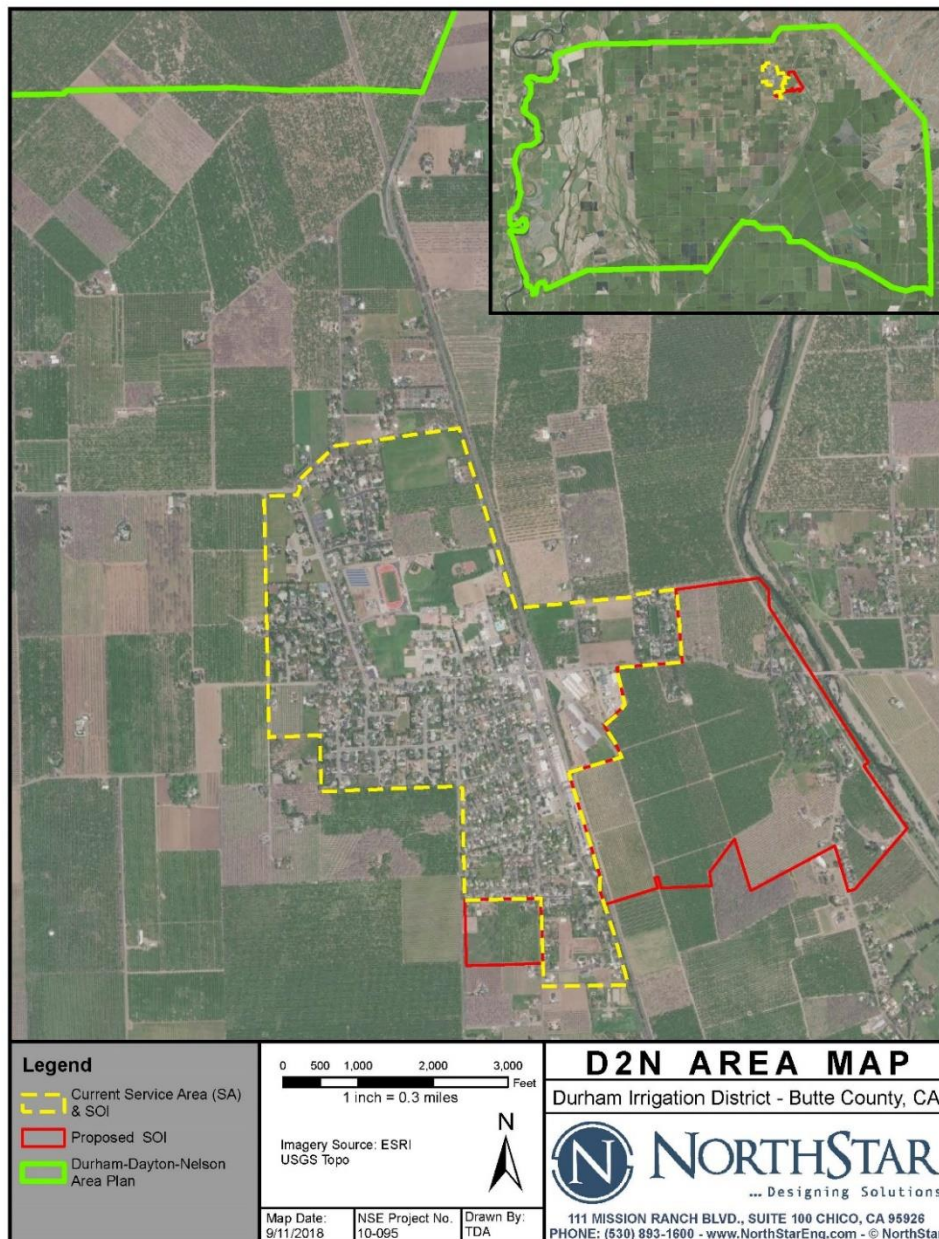 Legend
Current Service Area (SA)
& SOI
Proposed SOI
Durham-Dayton-Nelson
Area Plan
0 500 1,000 2,000 3,000
Feet
1 inch = 0.3 miles
Imagery Source: ESRI
USGS Topo
N
Map Date:
9/11/2018
NSE Project No.
10-095
Drawn By:
TDA
D2N AREA MAP
Durham Irrigation District - Butte County, CA
N
NORTHSTAR
... Designing Solutions
111 MISSION RANCH BLVD., SUITE 100 CHICO, CA 95926
PHONE: (530) 893-1600 - www.NorthStarEng.com - © NorthStar